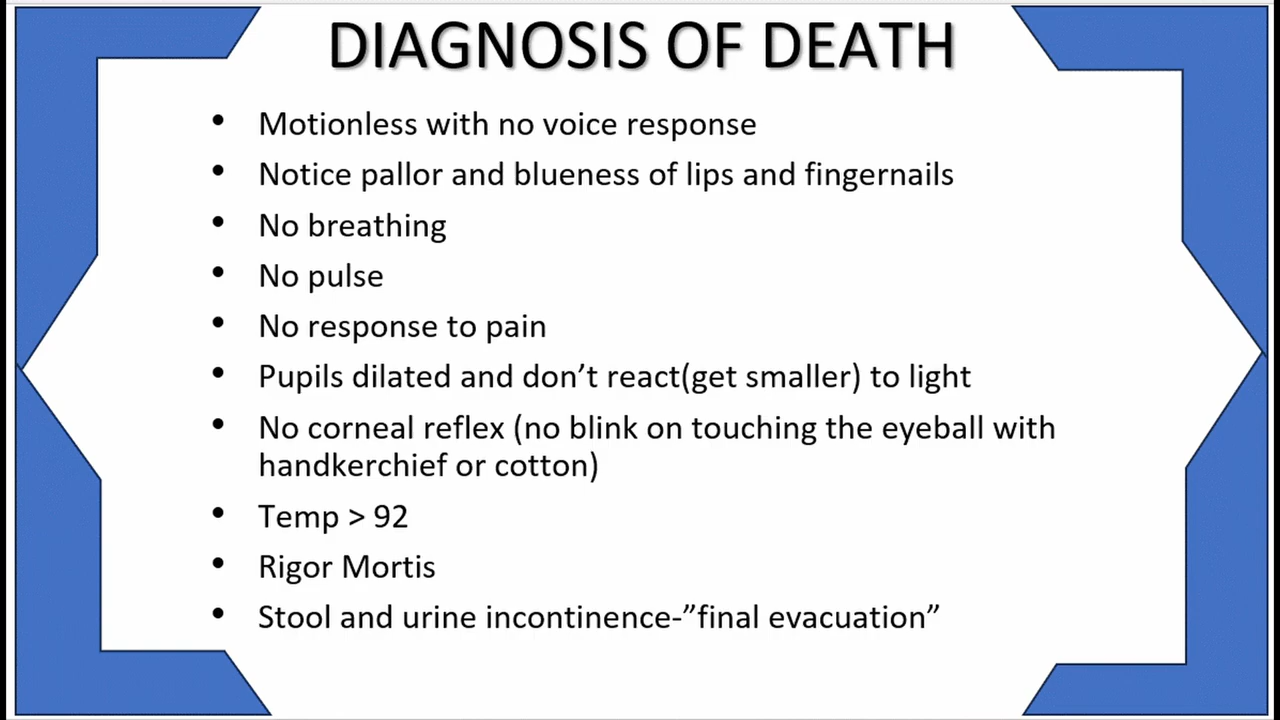 DIAGNOSIS OF DEATH
• Motionless with no voice response
• Notice pallor and blueness of lips and fingernails
• No breathing
• No pulse
• No response to pain
• Pupils dilated and don’t react(get smaller) to light
• No corneal reflex (no blink on touching the eyeball with
handkerchief or cotton)
• Temp > 92
• Rigor Mortis
• Stool and urine incontinence-”final evacuation”